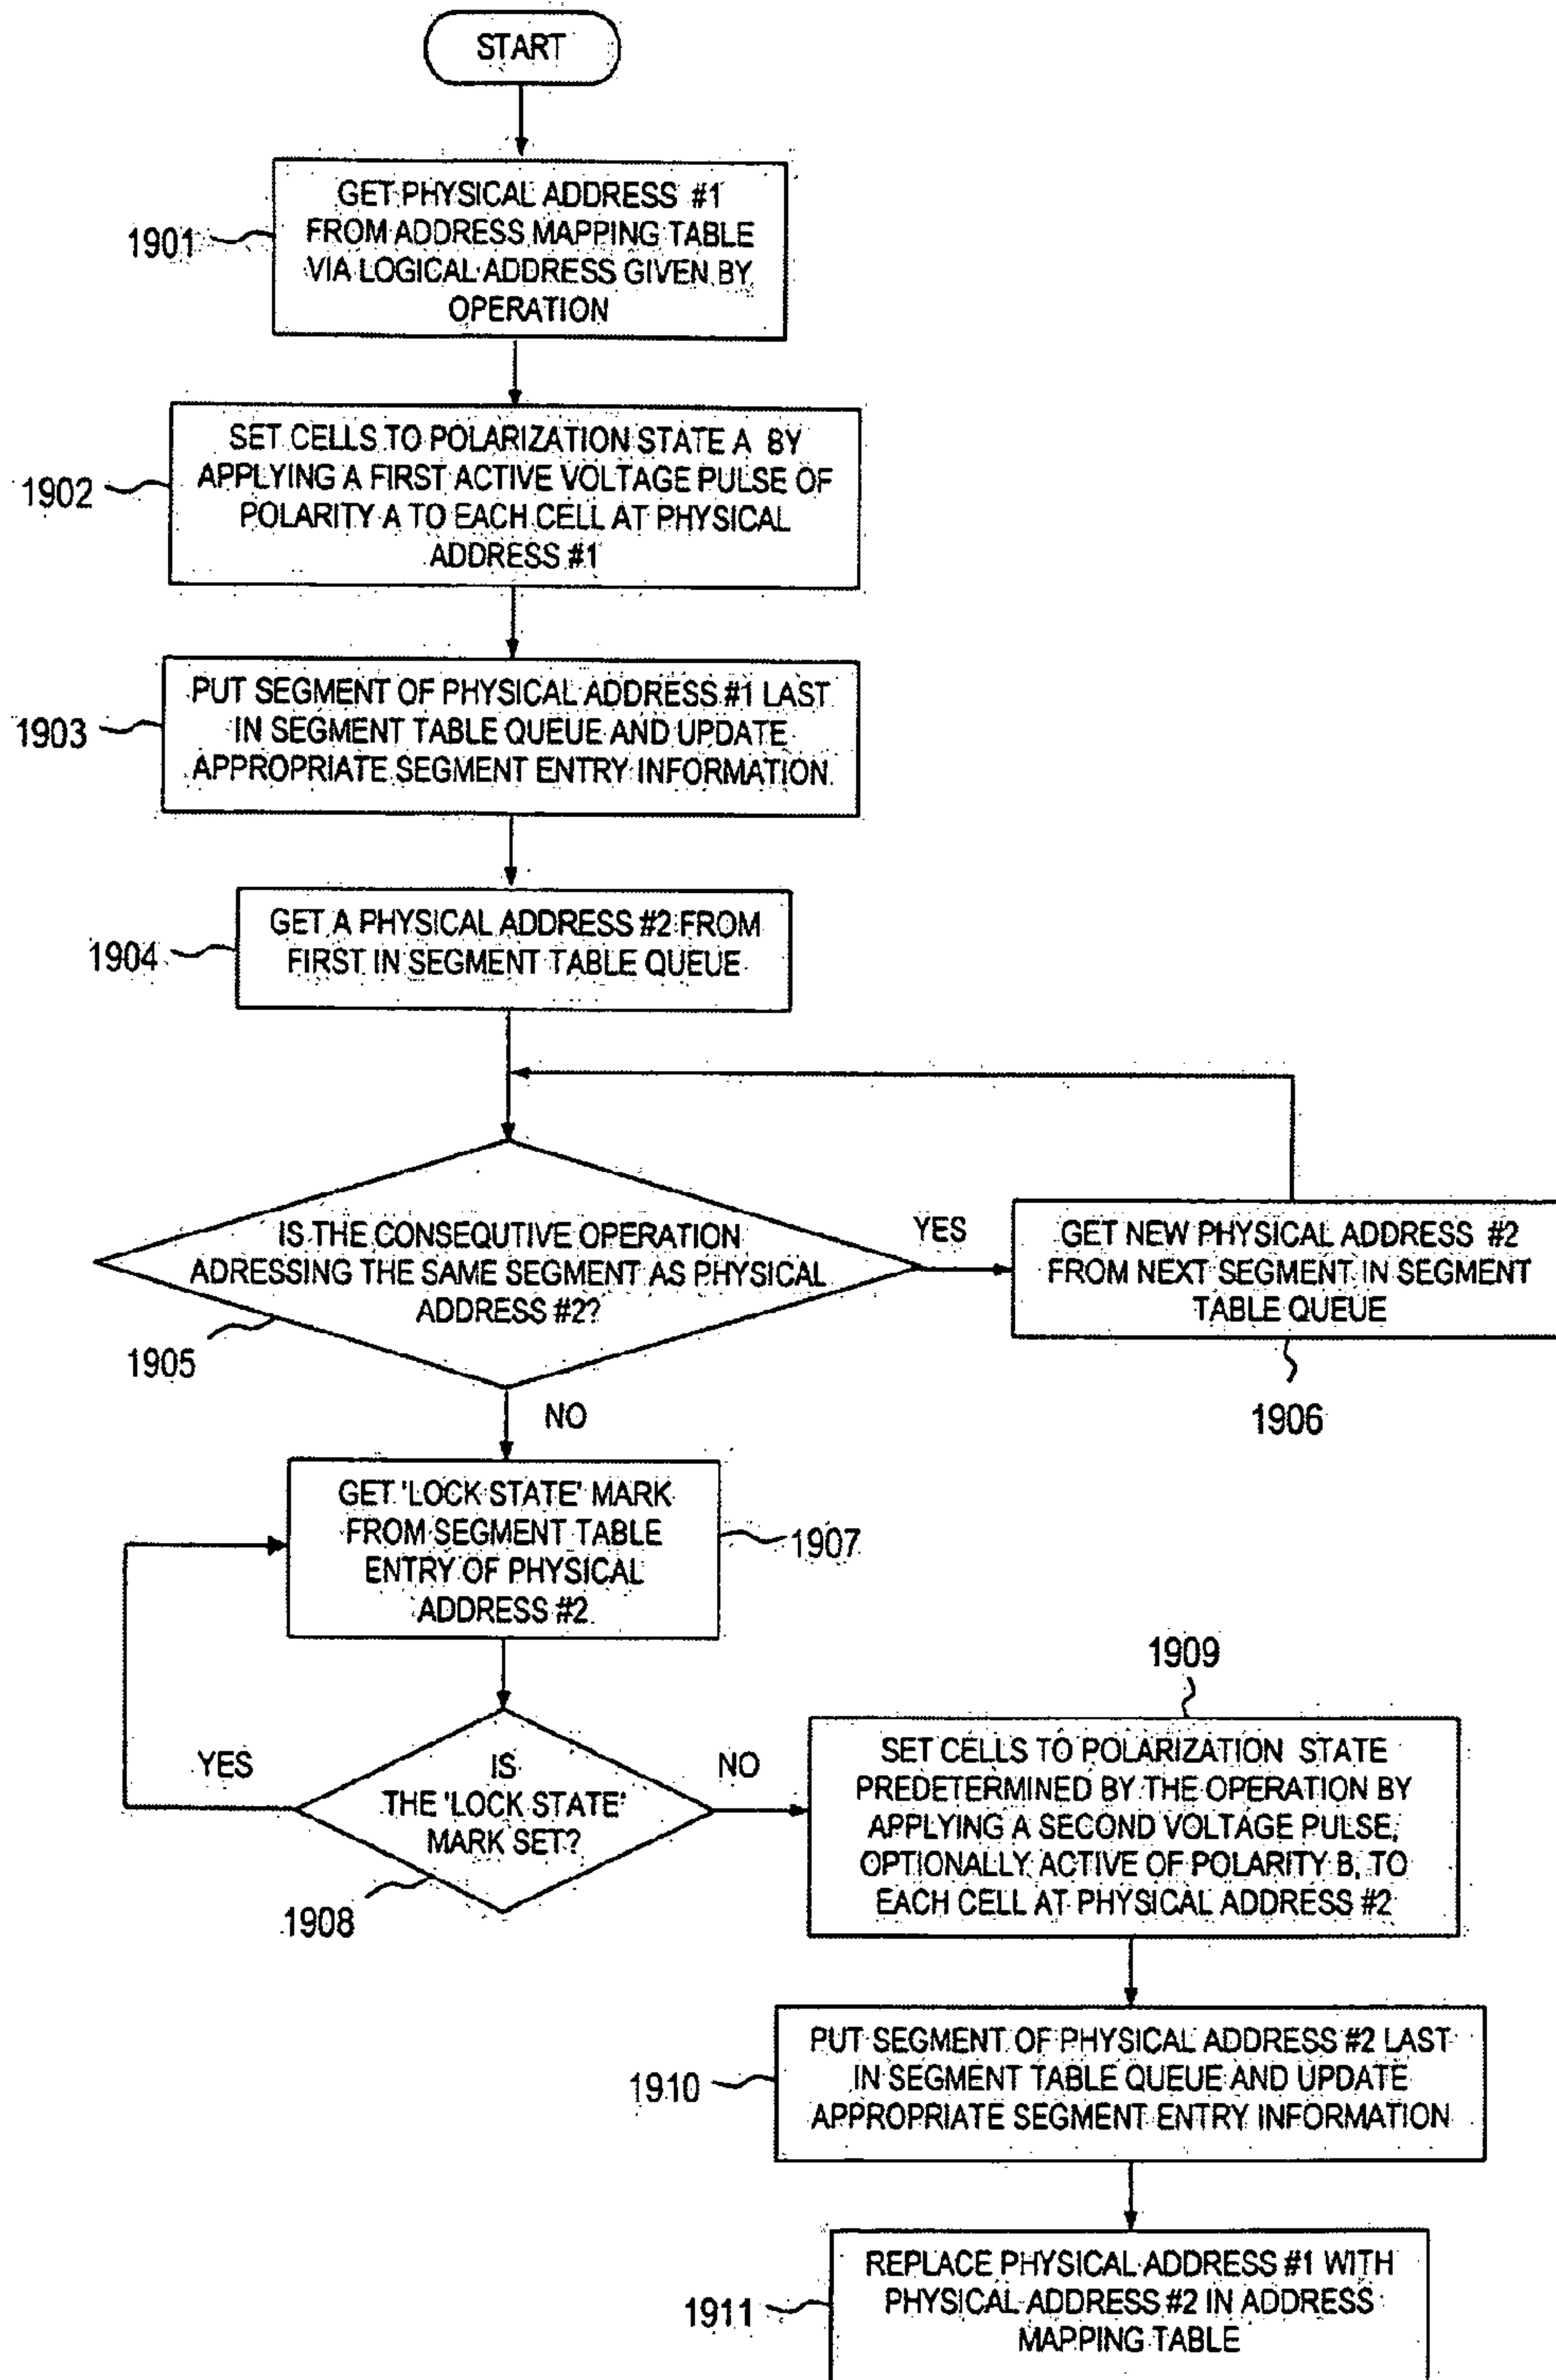 START
GET PHYSICAL ADDRESS #1
FROM ADDRESS MAPPING TABLE
VIA LOGICAL ADDRESS GIVEN BY
OPERATION
1901
SET CELLS TO POLARIZATION STATE A BY
APPLYING A FIRST ACTIVE VOLTAGE PULSE OF
POLARITY A TO EACH CELL AT PHYSICAL
ADDRESS #1
1902
PUT SEGMENT OF PHYSICAL ADDRESS #1 LAST
IN SEGMENT TABLE QUEUE AND UPDATE
APPROPRIATE SEGMENT ENTRY INFORMATION
1903
GET A PHYSICAL ADDRESS #2 FROM
FIRST IN SEGMENT TABLE QUEUE
1904
IS THE CONSEQUTIVE OPERATION
ADRESSING THE SAME SEGMENT AS PHYSICAL
ADDRESS #2?
1905
YES
GET NEW PHYSICAL ADDRESS #2
FROM NEXT SEGMENT IN SEGMENT
TABLE QUEUE
1906
NO
GET 'LOCK STATE' MARK
FROM SEGMENT TABLE
ENTRY OF PHYSICAL
ADDRESS #2
1907
IS
THE 'LOCK STATE'
MARK SET?
1908
YES
NO
1909
SET CELLS TO POLARIZATION STATE
PREDETERMINED BY THE OPERATION BY
APPLYING A SECOND VOLTAGE PULSE,
OPTIONALLY ACTIVE OF POLARITY B, TO
EACH CELL AT PHYSICAL ADDRESS #2
PUT SEGMENT OF PHYSICAL ADDRESS #2 LAST
IN SEGMENT TABLE QUEUE AND UPDATE
APPROPRIATE SEGMENT ENTRY INFORMATION
1910
REPLACE PHYSICAL ADDRESS #1 WITH
PHYSICAL ADDRESS #2 IN ADDRESS
MAPPING TABLE
1911